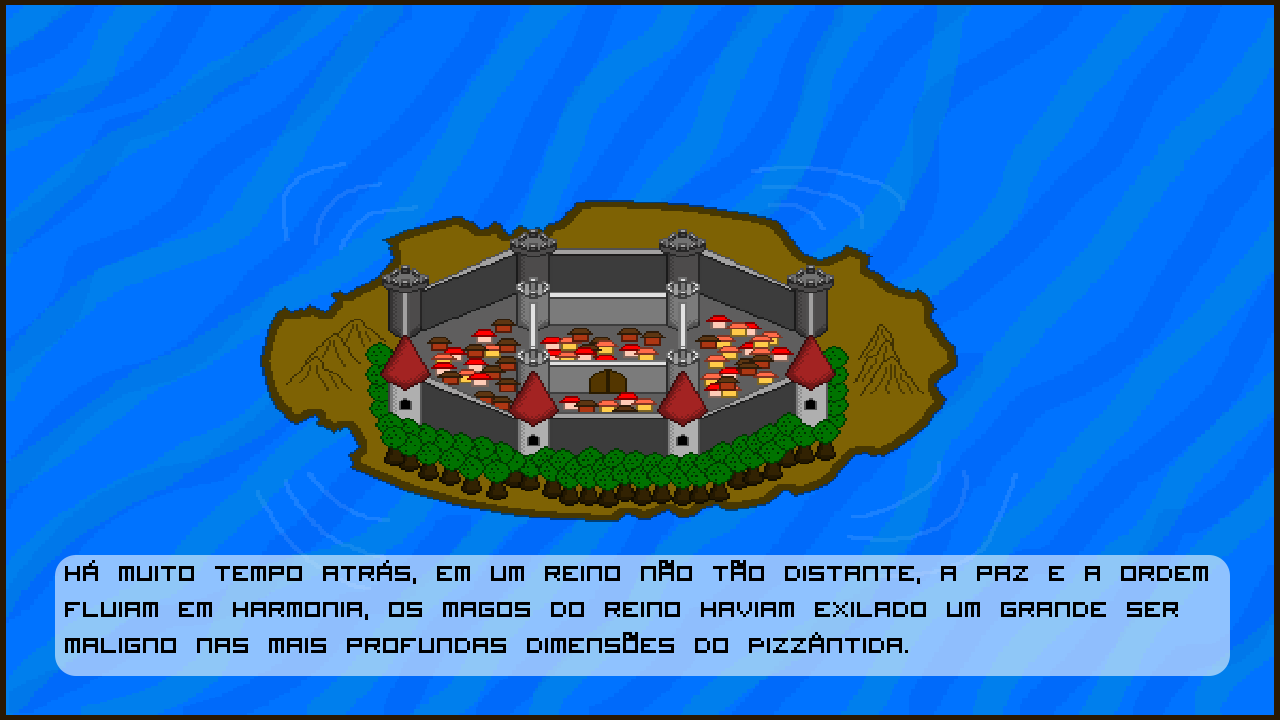 HÁ MUITO TEMPO ATRÁS, EM UM REINO NÃO TÃO DISTANTE, A PAZ E A ORDEM
FLUIAM EM HARMONIA, OS MAGOS DO REINO HAVIAM EXILADO UM GRANDE SER
MALIGNO NAS MAIS PROFUNDAS DIMENSÕES DO PIZZÂNTIDA.